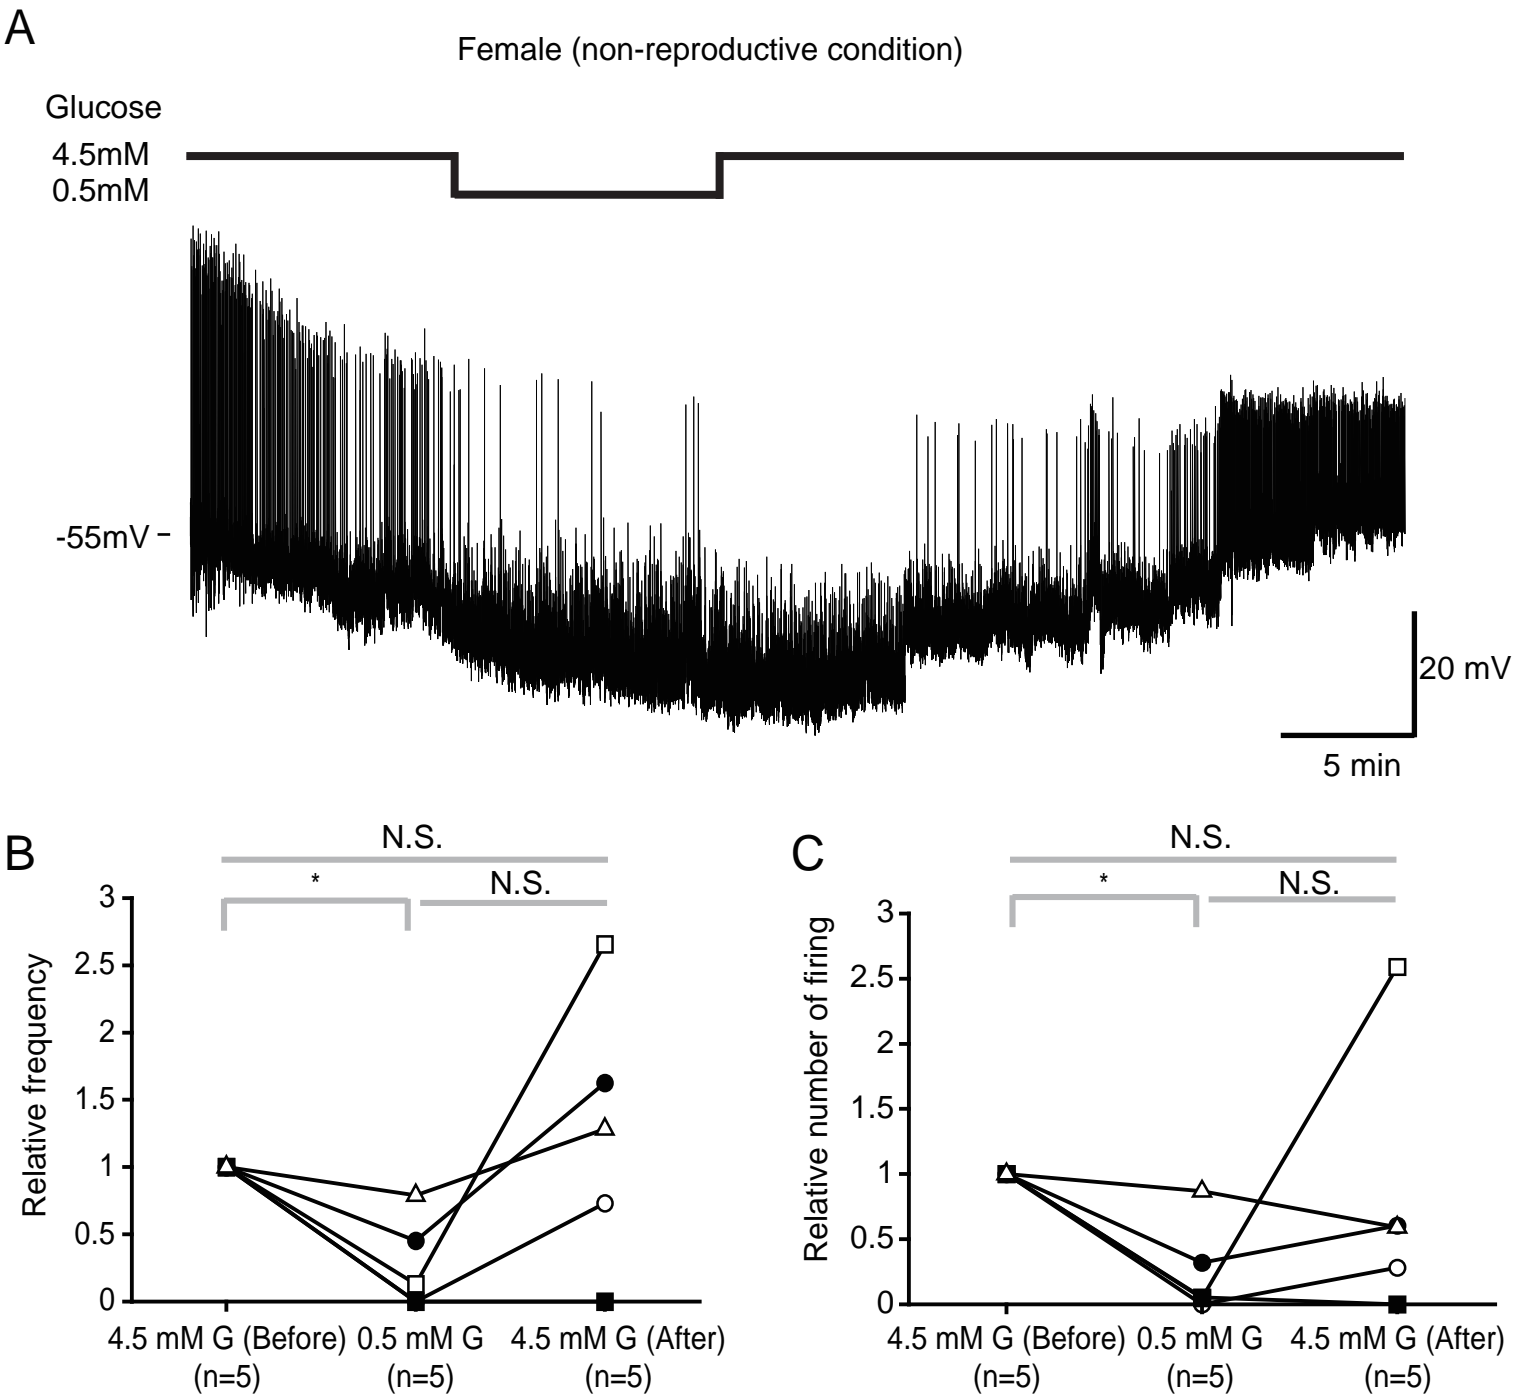 A
Female (non-reproductive condition)
Glucose
4.5mM
0.5mM
-55mV
20 mV
5 min
B
N.S.
*
N.S.
3
2.5
2
1.5
1
0.5
0
Relative frequency
4.5 mM G (Before) 0.5 mM G 4.5 mM G (After)
(n=5) (n=5) (n=5)
C
N.S.
*
N.S.
3
2.5
2
1.5
1
0.5
0
Relative number of firing
4.5 mM G (Before) 0.5 mM G 4.5 mM G (After)
(n=5) (n=5) (n=5)